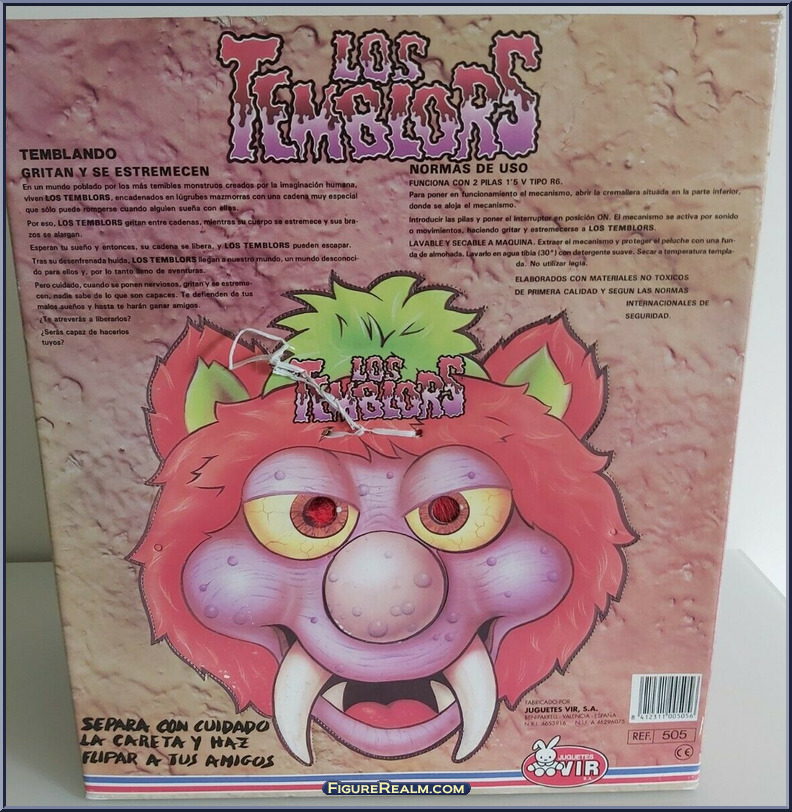 LOS
TEMBLORS
TEMBLANDO
GRITAN Y SE ESTREMECEN
En un mundo poblado por los más temibles monstruos creados por la imaginación humana,
viven LOS TEMBLORS, encadenados en lúgrubes mazmorras con una cadena muy especial
que sólo puede romperse cuando alguien sueña con ellos.
Por eso, LOS TEMBLORS gritan entre cadenas, mientras su cuerpo se estremece y sus bra-
zos se alargan.
Esperan tu sueño y entonces, su cadena se libera, y LOS TEMBLORS pueden escapar.
Tras su desenfrenada huída, LOS TEMBLORS llegan a nuestro mundo, un mundo desconoci-
do para ellos y, por lo tanto lleno de aventuras.
Pero cuidado, cuando se ponen nerviosos, gritan y se estreme-
cen, nadie sabe de lo que son capaces. Te defienden de tus
malos sueños y hasta te harán ganar amigos.
¿Te atreverás a liberarlos?
¿Serás capaz de hacerlos
tuyos?
NORMAS DE USO
FUNCIONA CON 2 PILAS 1'5 V TIPO R6.
Para poner en funcionamiento el mecanismo, abrir la cremallera situada en la parte inferior,
donde se aloja el mecanismo.
Introducir las pilas y poner el interruptor en posición ON. El mecanismo se activa por sonido
o movimientos, haciendo gritar y estremecerse a LOS TEMBLORS.
LAVABLE Y SECABLE A MAQUINA. Extraer el mecanismo y proteger el peluche con una fun-
da de almohada. Lavarlo en agua tibia (30°) con detergente suave. Secar a temperatura templa-
da. No utilizar lejía.
ELABORADOS CON MATERIALES NO TOXICOS
DE PRIMERA CALIDAD Y SEGUN LAS NORMAS
INTERNACIONALES DE
SEGURIDAD.
LOS
TEMBLORS
SEPARA CON CUIDADO
LA CARETA Y HAZ
FLIPAR A TUS AMIGOS
FABRICADO POR
JUGUETES VIR, S.A.
BENIPARREL - VALENCIA - ESPAÑA
N.R.I. 4653916 N.I.J. A 46296075
8 412311 005056
REF. 505
CE
JUGUETES
VIR
S.A.
FIGUREREALM.COM